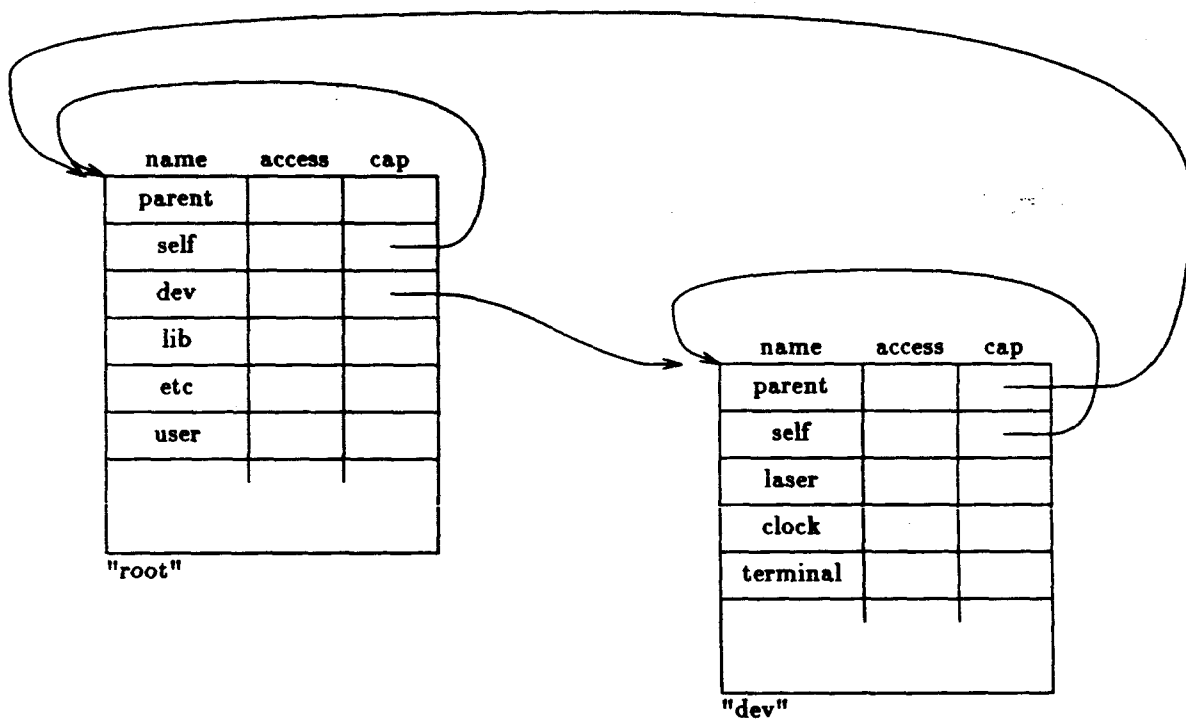 name access cap
parent
self
dev
lib
etc
user
"root"
name access cap
parent
self
laser
clock
terminal
"dev"